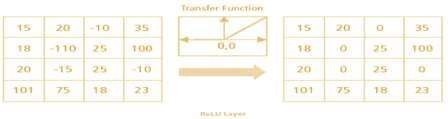 Transfer Function
15 20 -10 35
18 -110 25 100
20 -15 25 -10
101 75 18 23
0,0
15 20 0 35
18 0 25 100
20 0 25 0
101 75 18 23
ReLU Layer